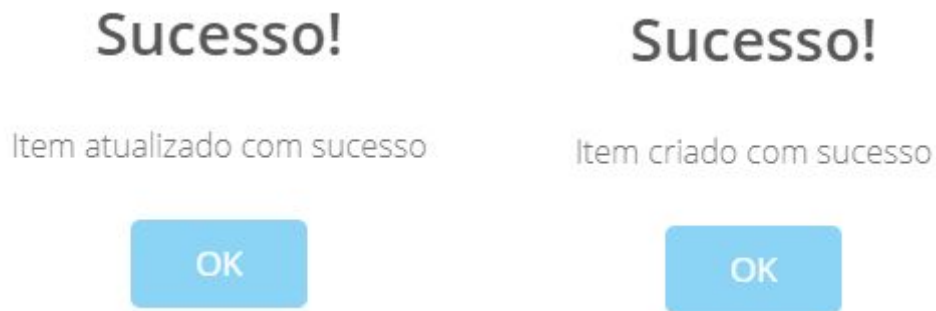 Sucesso!
Item atualizado com sucesso
OK
Sucesso!
Item criado com sucesso
OK